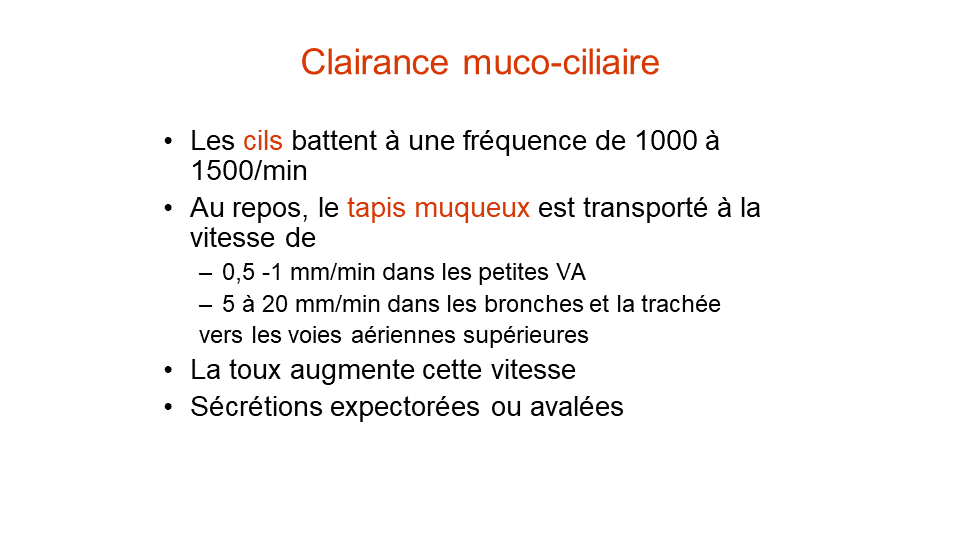 Clairance muco-ciliaire
• Les cils battent à une fréquence de 1000 à
1500/min
• Au repos, le tapis muqueux est transporté à la
vitesse de
– 0,5 -1 mm/min dans les petites VA
– 5 à 20 mm/min dans les bronches et la trachée
vers les voies aériennes supérieures
• La toux augmente cette vitesse
• Sécrétions expectorées ou avalées